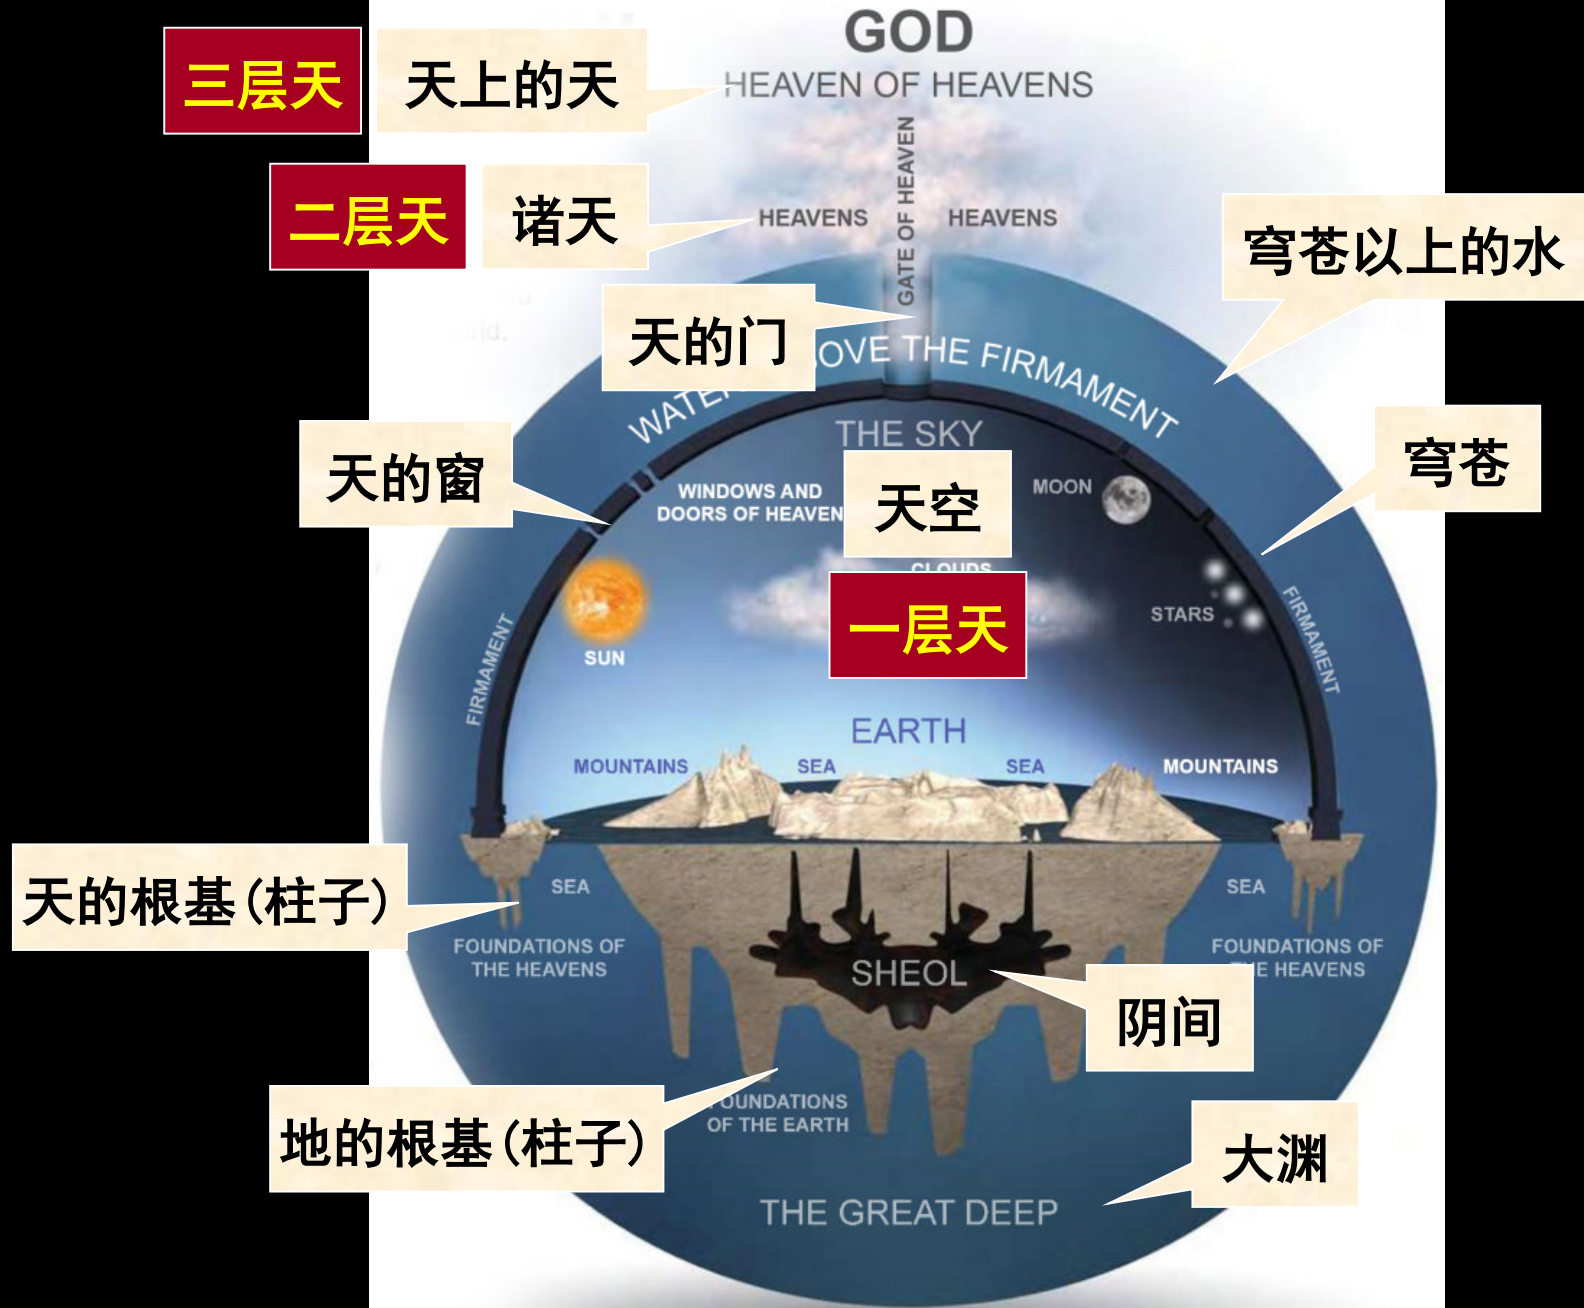 GOD
三层天
天上的天
HEAVEN OF HEAVENS
GATE OF HEAVEN
二层天
诸天
HEAVENS
HEAVENS
穹苍以上的水
天的门
THE FIRMAMENT
THE SKY
天的窗
穹苍
WINDOWS AND
DOORS OF HEAVEN
天空
MOON
CLOUDS
一层天
STARS
SUN
FIRMAMENT
FIRMAMENT
EARTH
MOUNTAINS
SEA
SEA
MOUNTAINS
天的根基(柱子)
SEA
SEA
FOUNDATIONS OF
THE HEAVENS
FOUNDATIONS OF
HEAVENS
SHEOL
阴间
地的根基(柱子)
OF THE EARTH
大渊
THE GREAT DEEP